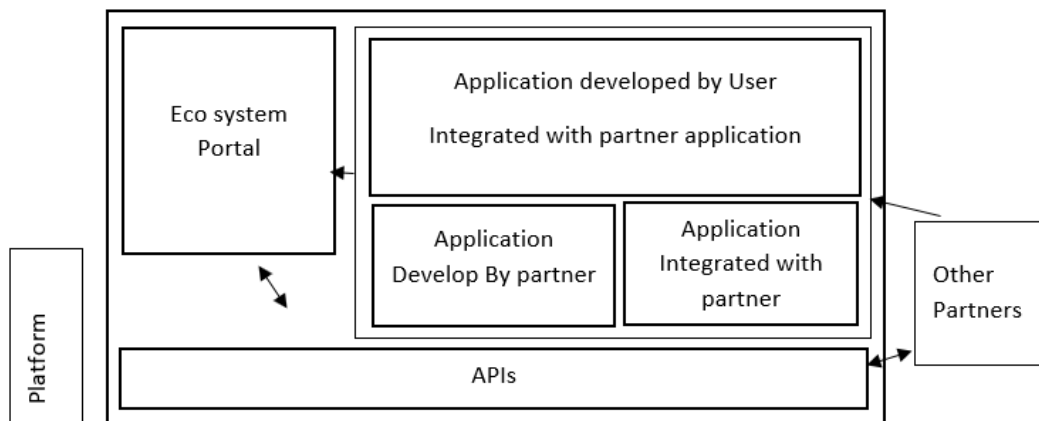 Eco system
Portal
Application developed by User
Integrated with partner application
Application
Develop By partner
Application
Integrated with
partner
Other
Partners
Platform
APIs